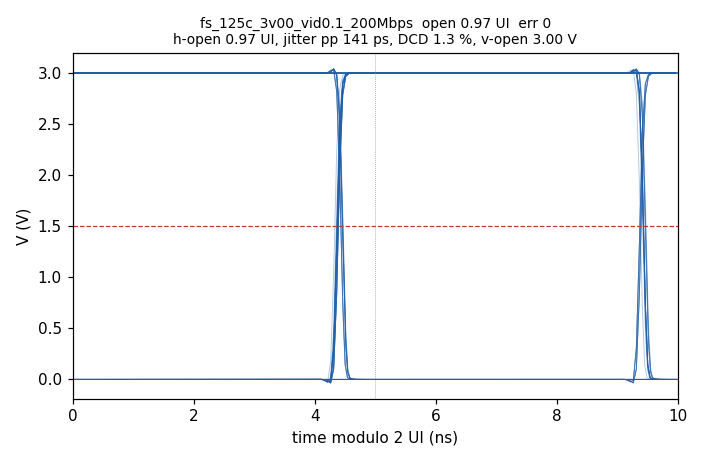 fs_125c_3v00_vid0.1_200Mbps  open 0.97 UI  err 0
h-open 0.97 UI, jitter pp 141 ps, DCD 1.3 %, v-open 3.00 V
3.0
2.5
2.0
1.5
1.0
0.5
0.0
V (V)
0 2 4 6 8 10
time modulo 2 UI (ns)